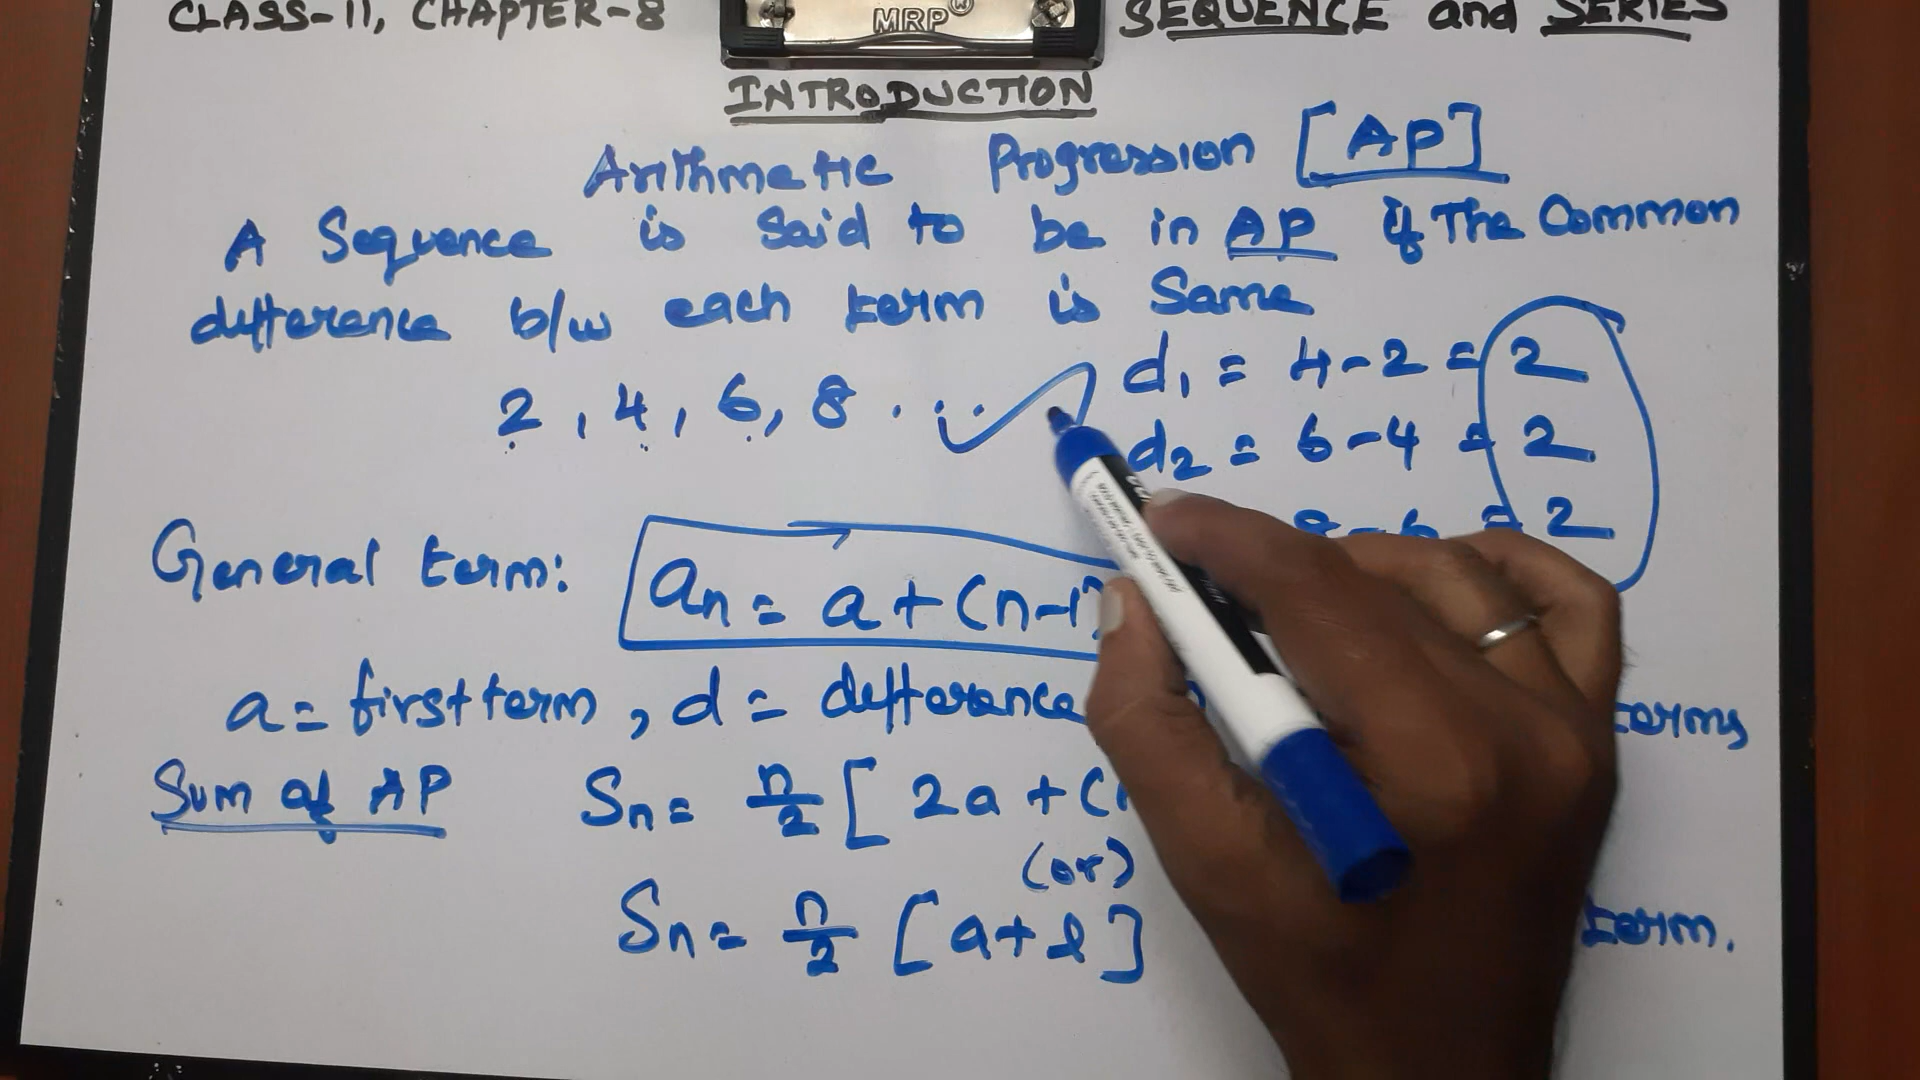 CLASS-11, CHAPTER-8
MRP
SEQUENCE and SERIES
INTRODUCTION
Arithmetic Progression [AP]
A Sequence is said to be in AP if The Common
difference b/w each term is Same
2, 4, 6, 8 . . . .
d₁ = 4-2 = 2
d₂ = 6-4 = 2
8-6 = 2
General term: aₙ = a + (n-1)
a = first term, d = difference terms
Sum of AP Sₙ = n/2 [ 2a + (
(or)
Sₙ = n/2 [a+l] term.